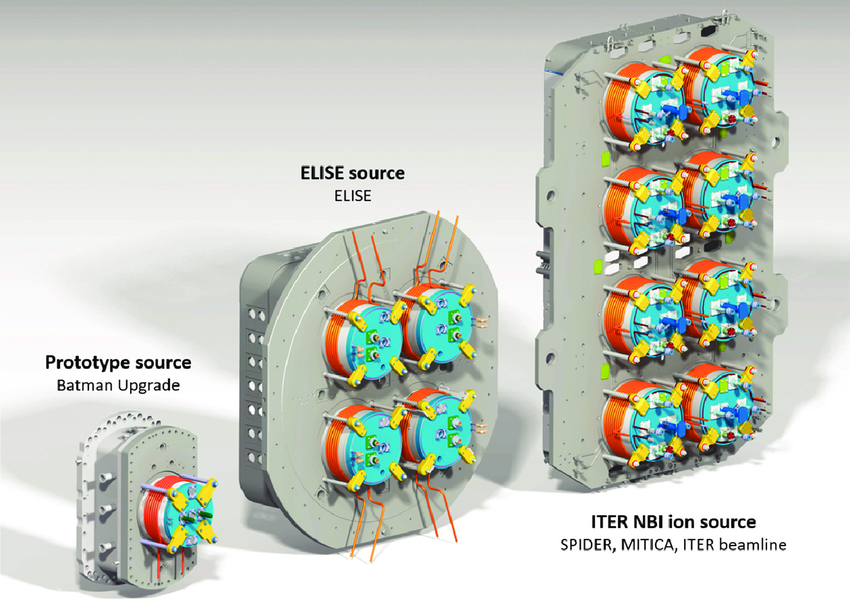 Prototype source
Batman Upgrade
ELISE source
ELISE
ITER NBI ion source
SPIDER, MITICA, ITER beamline